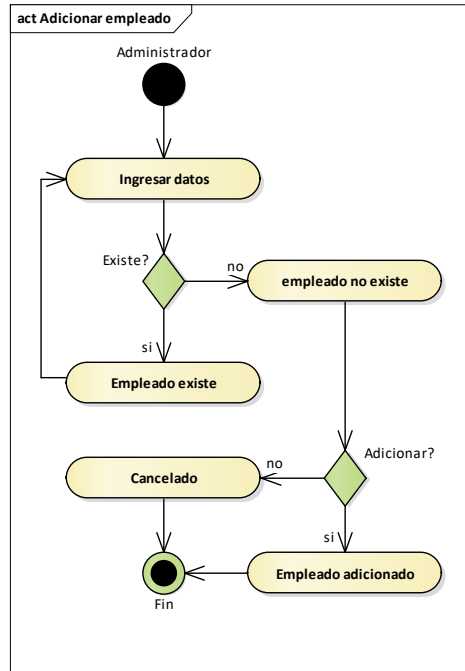 act Adicionar empleado
Administrador
Ingresar datos
Existe?
no
empleado no existe
si
Empleado existe
Adicionar?
no
Cancelado
si
Empleado adicionado
Fin